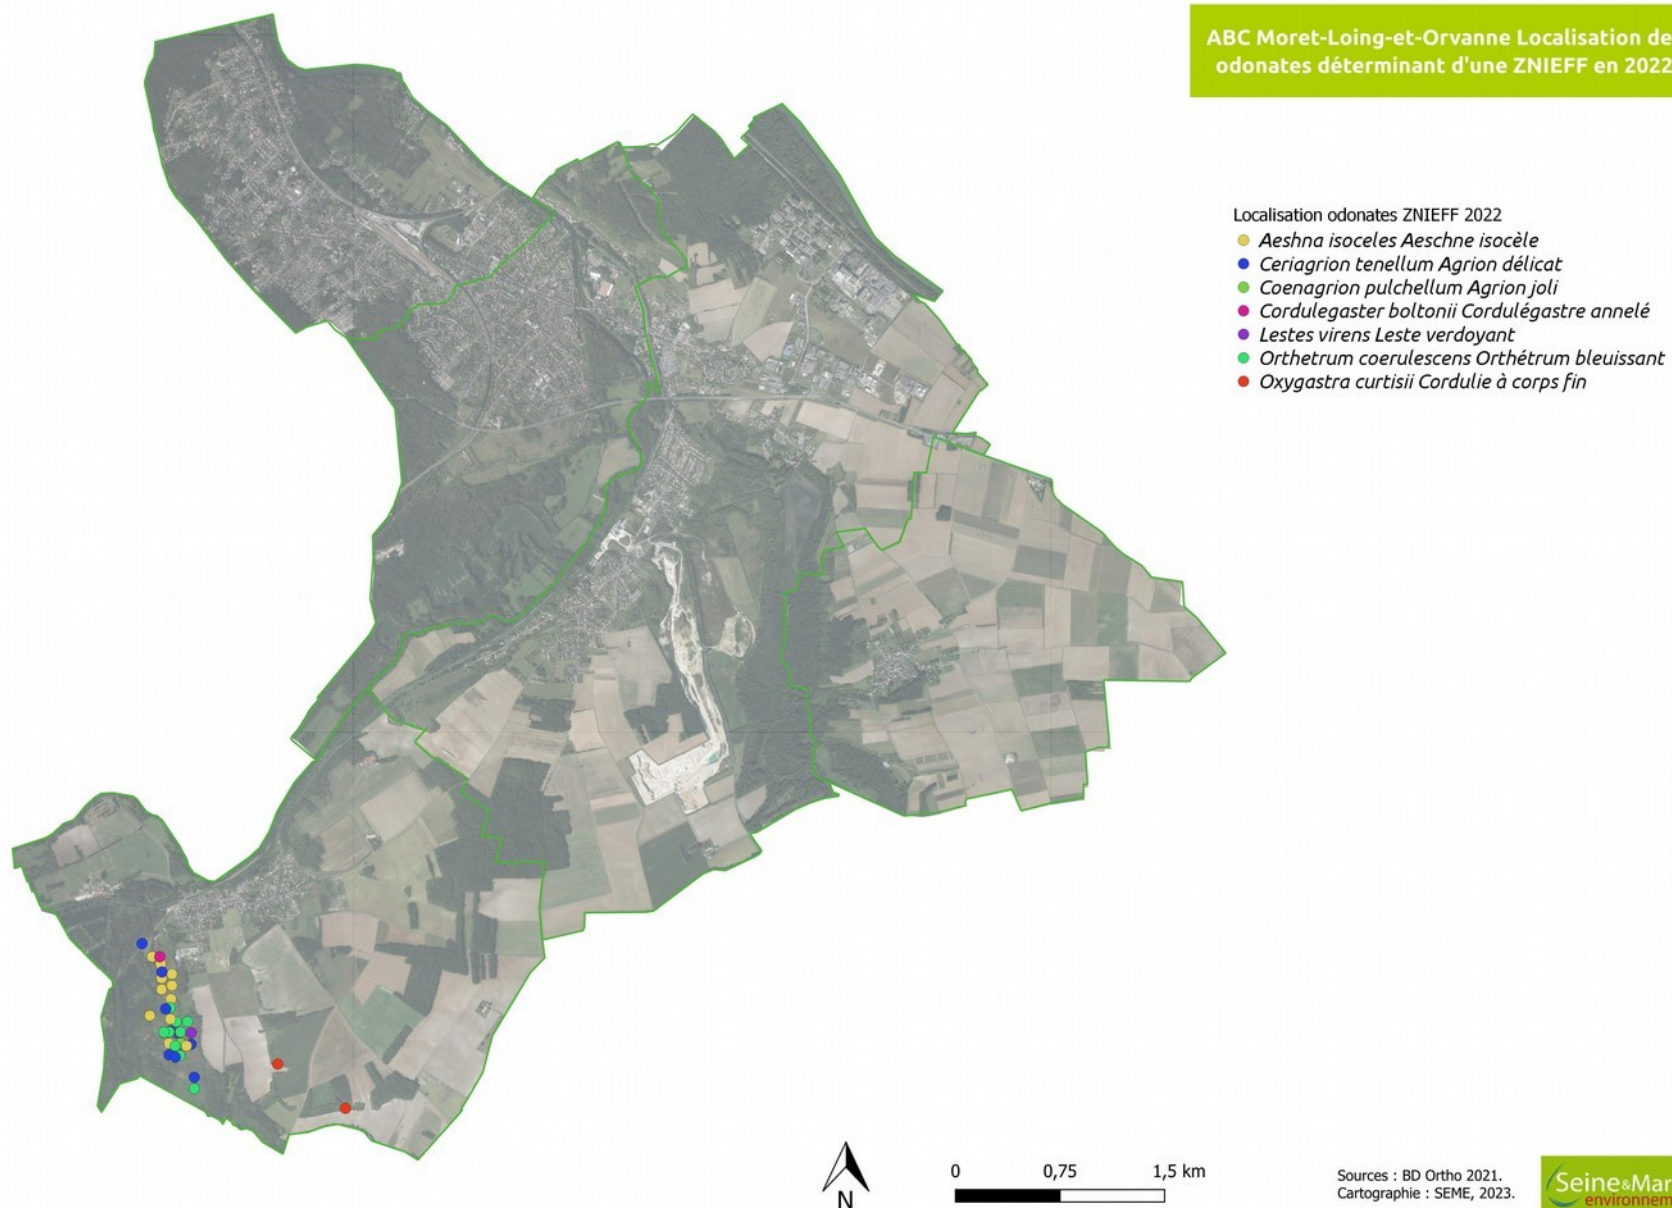 ABC Moret-Loing-et-Orvanne Localisation de
odonates déterminant d'une ZNIEFF en 2022
Localisation odonates ZNIEFF 2022
Aeshna isoceles Aeschne isocèle
Ceriagrion tenellum Agrion délicat
Coenagrion pulchellum Agrion joli
Cordulegaster boltonii Cordulégastre annelé
Lestes virens Leste verdoyant
Orthetrum coerulescens Orthétrum bleuissant
Oxygastra curtisii Cordulie à corps fin
N
0 0,75 1,5 km
Sources : BD Ortho 2021.
Cartographie : SEME, 2023.
Seine&Mar
environnem